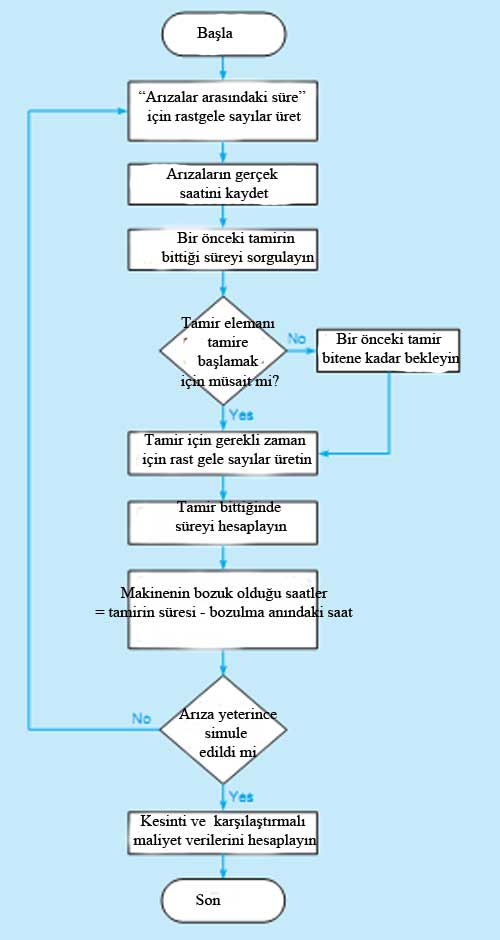 Başla
“Arızalar arasındaki süre”
için rastgele sayılar üret
Arızaların gerçek
saatini kaydet
Bir önceki tamirin
bittiği süreyi sorgulayın
Tamir elemanı
tamire
başlamak
için müsait mi?
No
Bir önceki tamir
bitene kadar bekleyin
Yes
Tamir için gerekli zaman
için rast gele sayılar üretin
Tamir bittiğinde
süreyi hesaplayın
Makinenin bozuk olduğu saatler
= tamirin süresi - bozulma anındaki saat
No
Arıza yeterince
simule
edildi mi
Yes
Kesinti ve karşılaştırmalı
maliyet verilerini hesaplayın
Son